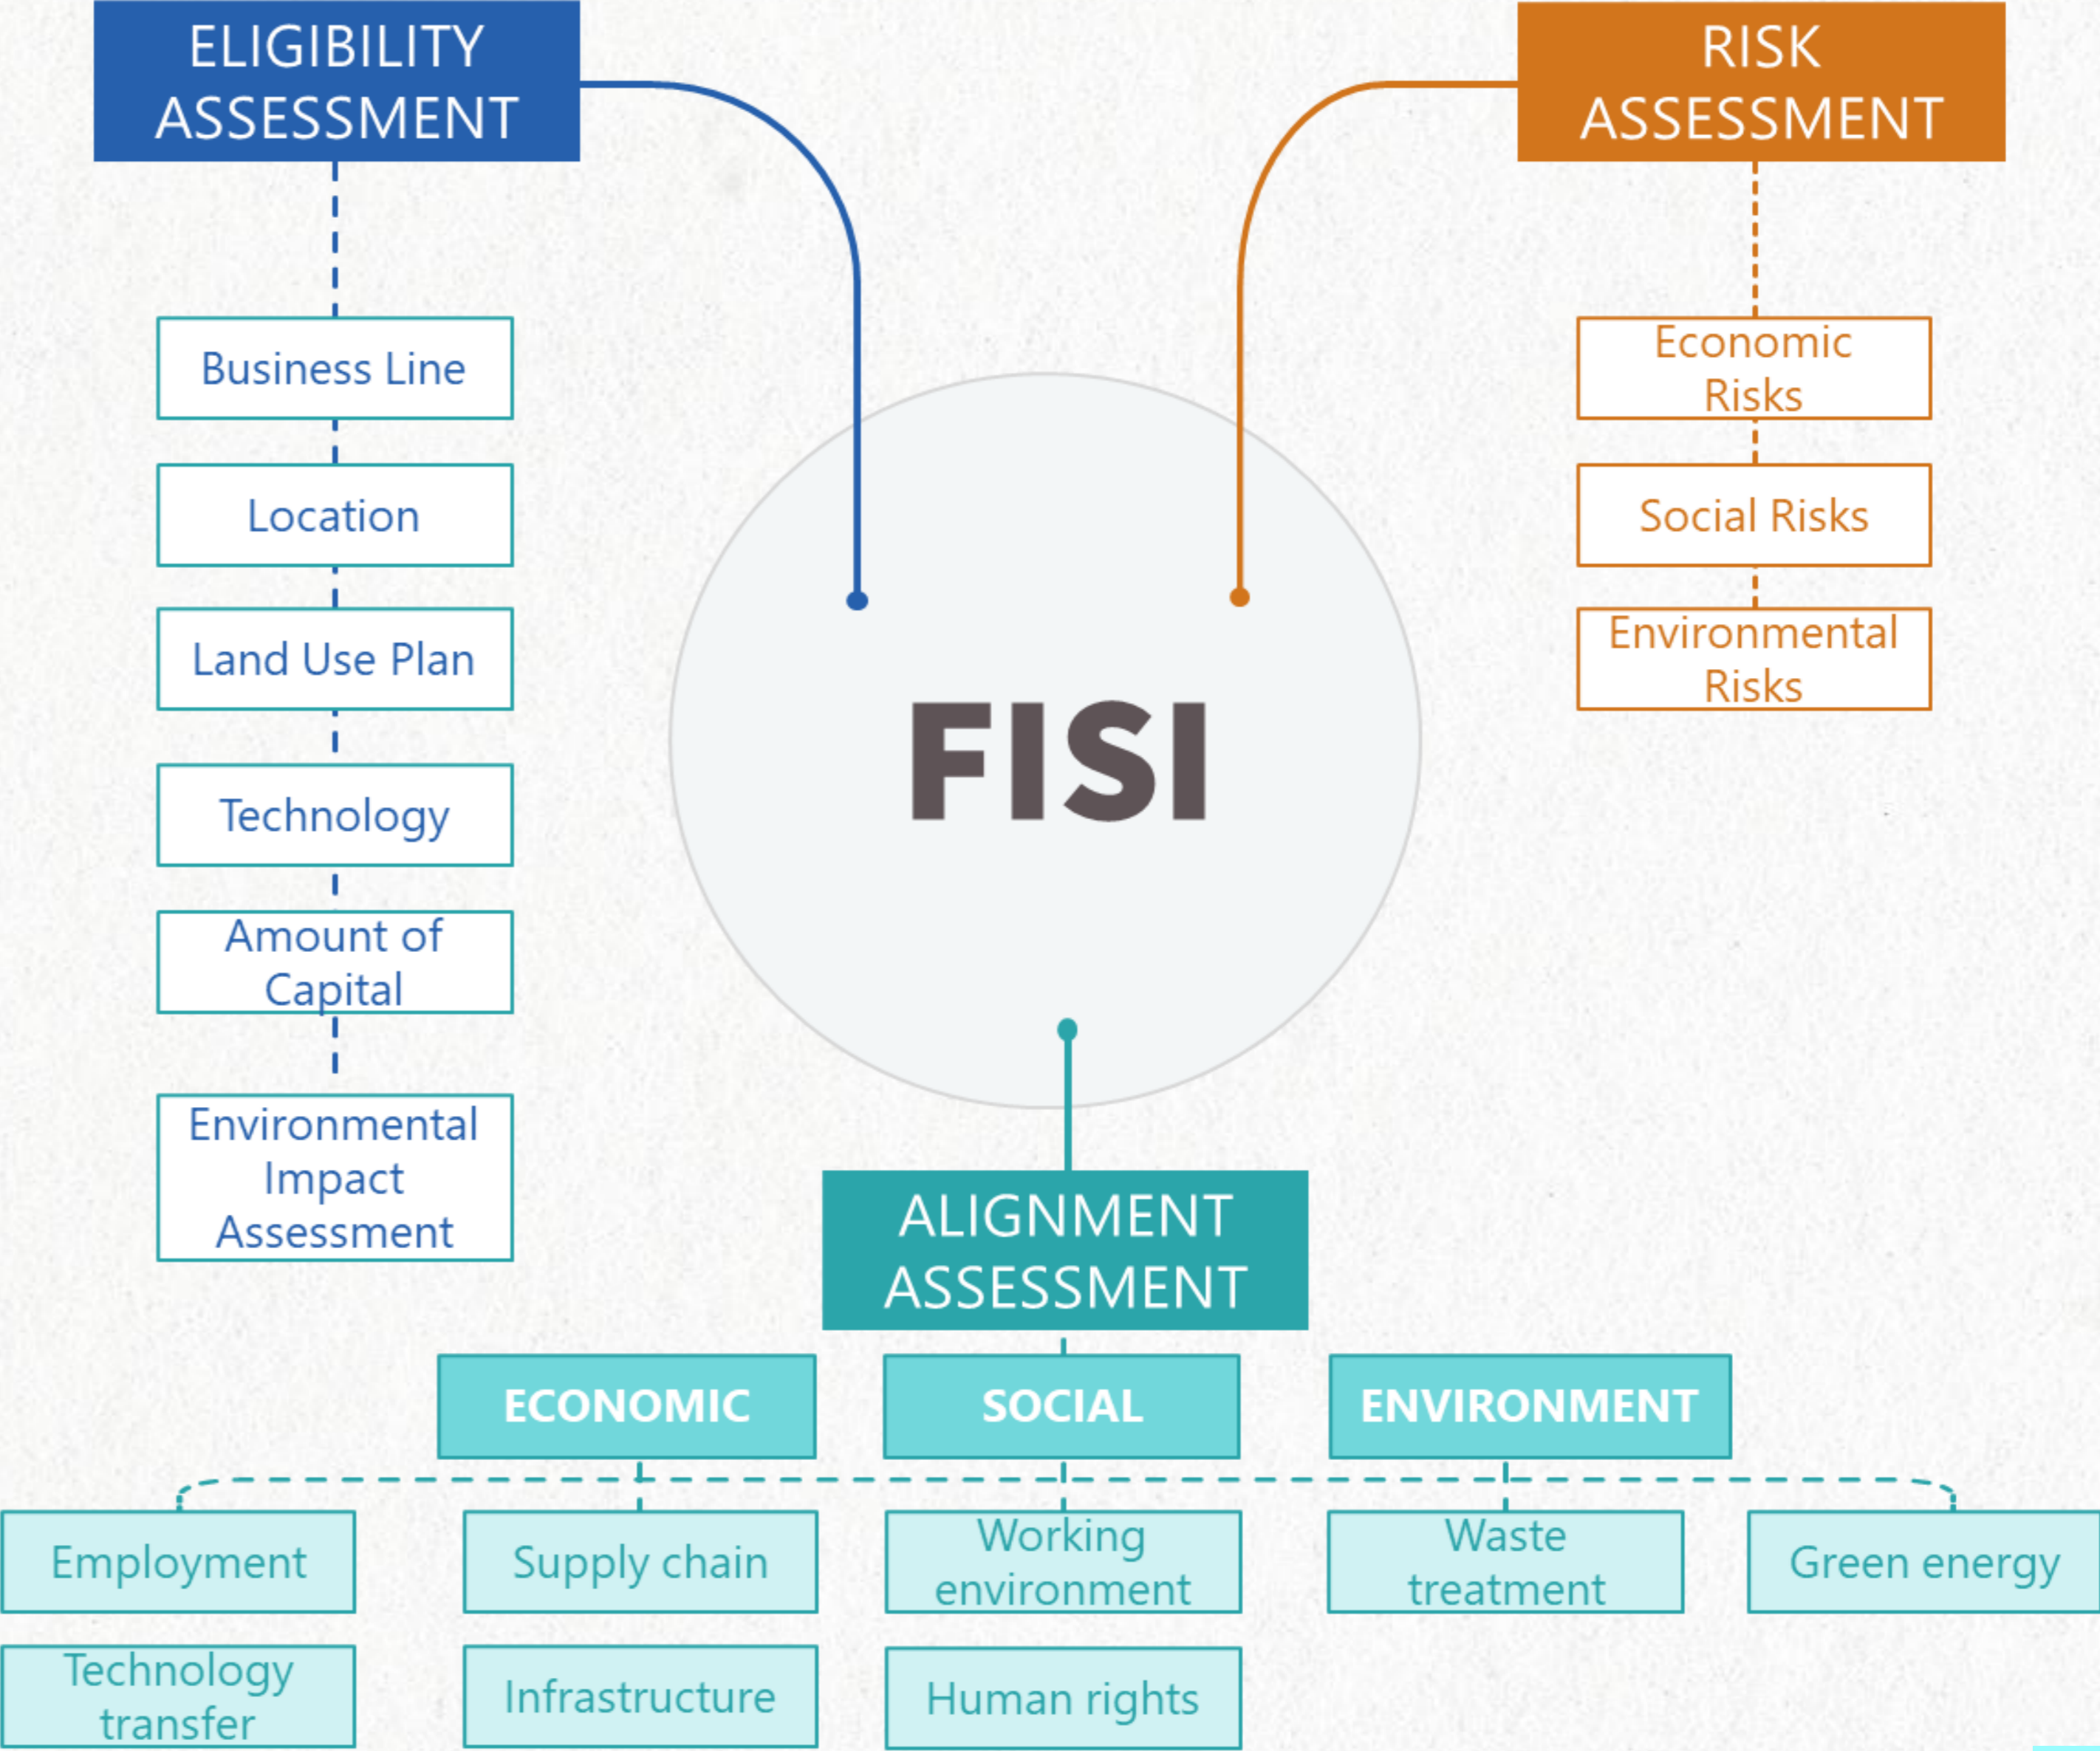 ELIGIBILITY
ASSESSMENT
Business Line
Location
Land Use Plan
Technology
Amount of
Capital
Environmental
Impact
Assessment
RISK
ASSESSMENT
Economic
Risks
Social Risks
Environmental
Risks
FISI
ALIGNMENT
ASSESSMENT
ECONOMIC
SOCIAL
ENVIRONMENT
Employment
Supply chain
Working
environment
Waste
treatment
Green energy
Technology
transfer
Infrastructure
Human rights